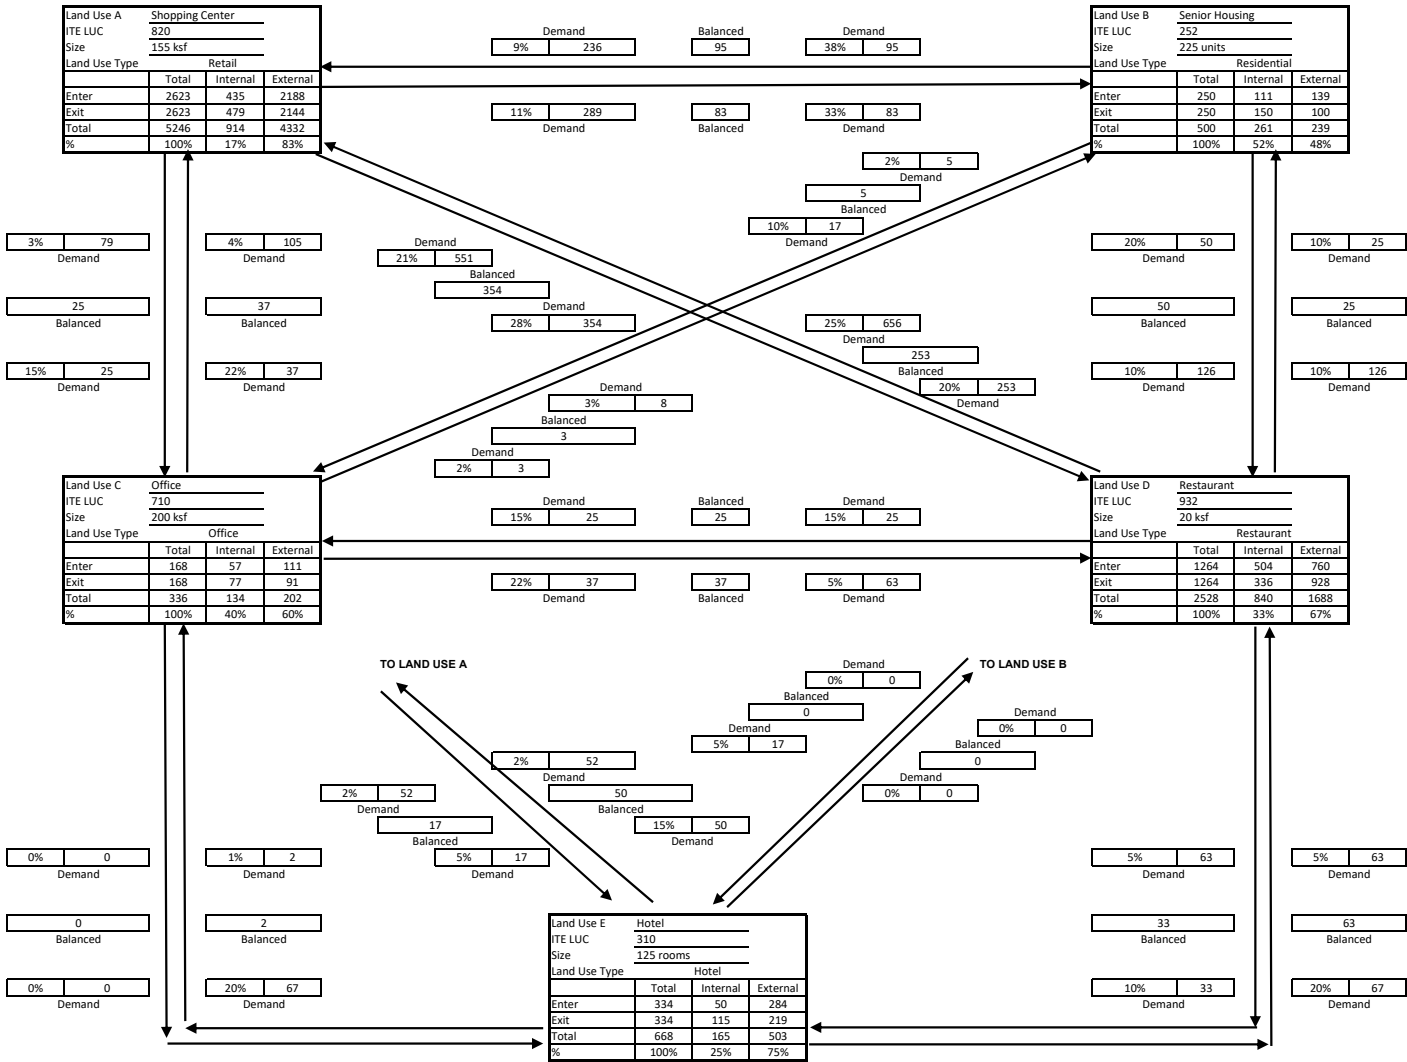 Land Use A Shopping Center
ITE LUC 820
Size 155 ksf
Land Use Type Retail
Total Internal External
Enter 2623 435 2188
Exit 2623 479 2144
Total 5246 914 4332
% 100% 17% 83%
Demand Balanced Demand
9% 236 95 38% 95
11% 289 83 33% 83
Demand Balanced Demand
Land Use B Senior Housing
ITE LUC 252
Size 225 units
Land Use Type Residential
Total Internal External
Enter 250 111 139
Exit 250 150 100
Total 500 261 239
% 100% 52% 48%
2% 5
Demand
5
Balanced
10% 17
Demand
3% 79 4% 105
Demand Demand
25 37
Balanced Balanced
15% 25 22% 37
Demand Demand
Demand
21% 551
Balanced
354
Demand
28% 354
25% 656
Demand
253
Balanced
20% 253
Demand
20% 50 10% 25
Demand Demand
50 25
Balanced Balanced
10% 126 10% 126
Demand Demand
Demand
3% 8
Balanced
3
Demand
2% 3
Land Use C Office
ITE LUC 710
Size 200 ksf
Land Use Type Office
Total Internal External
Enter 168 57 111
Exit 168 77 91
Total 336 134 202
% 100% 40% 60%
Demand Balanced Demand
15% 25 25 15% 25
22% 37 37 5% 63
Demand Balanced Demand
Land Use D Restaurant
ITE LUC 932
Size 20 ksf
Land Use Type Restaurant
Total Internal External
Enter 1264 504 760
Exit 1264 336 928
Total 2528 840 1688
% 100% 33% 67%
TO LAND USE A
TO LAND USE B
Demand
0% 0
Balanced
0
Demand
5% 17
Demand
0% 0
Balanced
0
Demand
0% 0
2% 52
Demand
50
Balanced
15% 50
Demand
2% 52
Demand
17
Balanced
5% 17
Demand
0% 0 1% 2
Demand Demand
0 2
Balanced Balanced
0% 0 20% 67
Demand Demand
5% 63 5% 63
Demand Demand
33 63
Balanced Balanced
10% 33 20% 67
Demand Demand
Land Use E Hotel
ITE LUC 310
Size 125 rooms
Land Use Type Hotel
Total Internal External
Enter 334 50 284
Exit 334 115 219
Total 668 165 503
% 100% 25% 75%